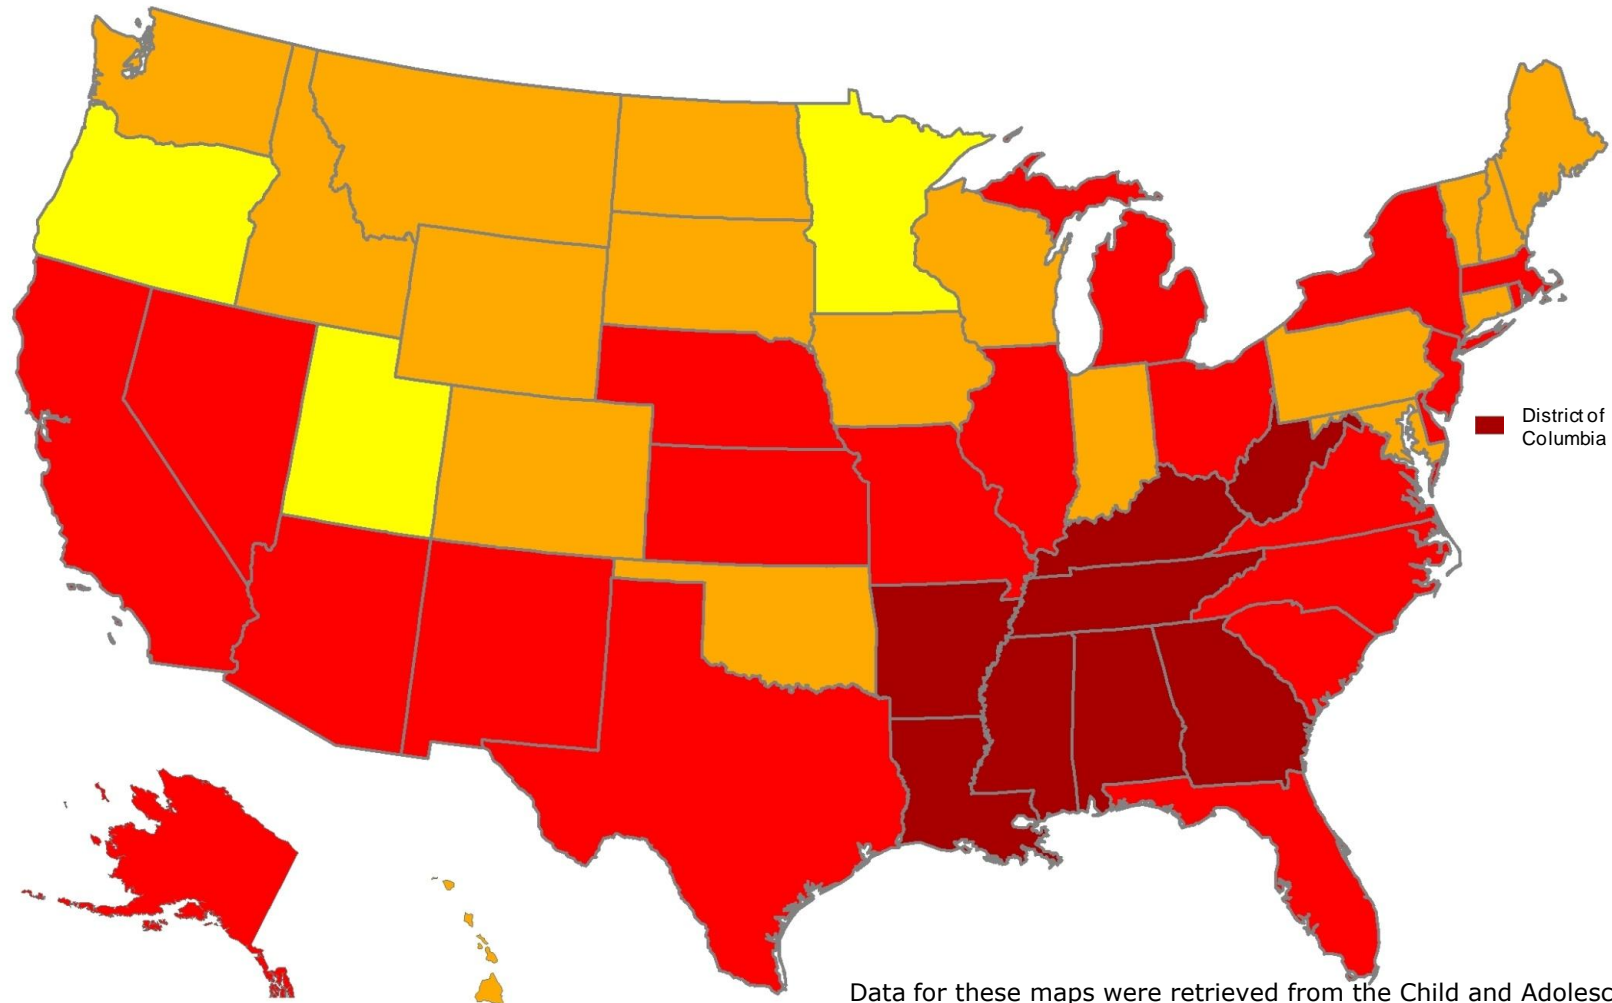 District of
Columbia
Data for these maps were retrieved from the Child and Adolesc